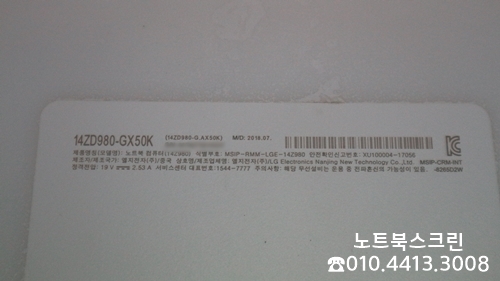 14ZD980-GX50K (14ZD980-G.AX50K) M/D: 2018.07.
제품명칭(모델명) : 노트북 컴퓨터(14Z980) 식별부호 : MSIP-RMM-LGE-14Z980 안전확인신고번호 : XU100004-17055
제조자/제조국가: 엘지전자(주)/중국 상호명/제조업체명: 엘지전자(주)/LG Electronics Nanjing New Technology Co.,Ltd. MSIP-CRM-INT
정격전압: 19 V 2.53 A 서비스센터 대표번호:1544-7777 주의사항: 해당 무선설비는 운용 중 전파혼신의 가능성이 있음. -8265D2W
노트북스크린
☎010.4413.3008